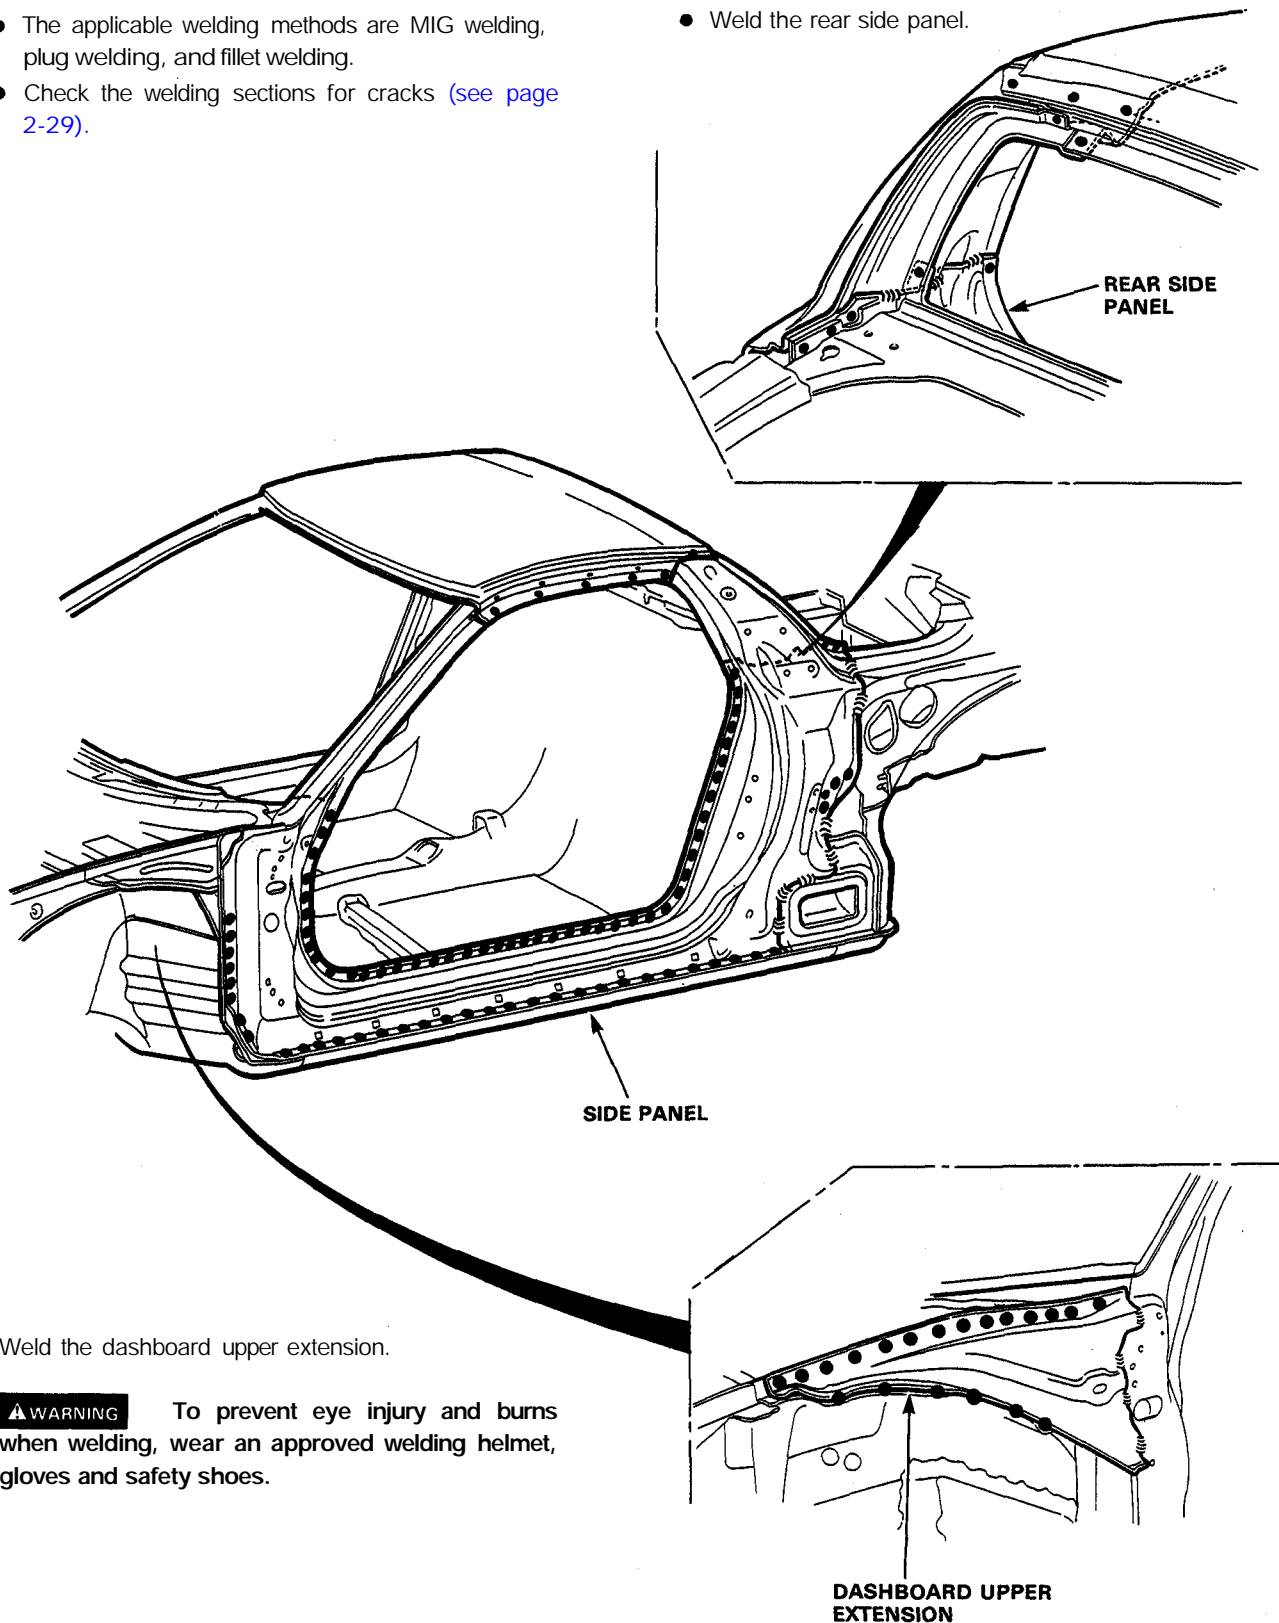 ● The applicable welding methods are MIG welding,
plug welding, and fillet welding.
● Check the welding sections for cracks (see page
2-29).
● Weld the rear side panel.
REAR SIDE
PANEL
SIDE PANEL
Weld the dashboard upper extension.
⚠WARNING To prevent eye injury and burns
when welding, wear an approved welding helmet,
gloves and safety shoes.
DASHBOARD UPPER
EXTENSION